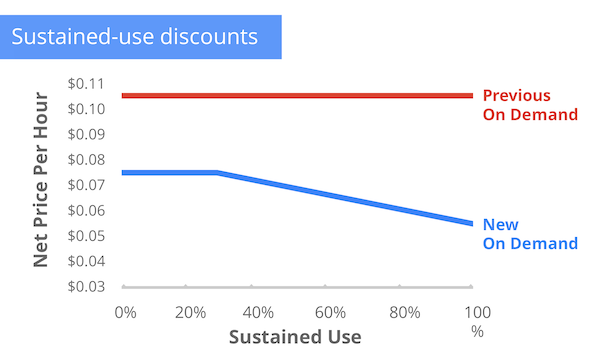 Sustained-use discounts
Net Price Per Hour
$0.11
$0.10
$0.09
$0.08
$0.07
$0.06
$0.05
$0.04
$0.03
Previous
On Demand
New
On Demand
0%
20%
40%
60%
80%
100
%
Sustained Use